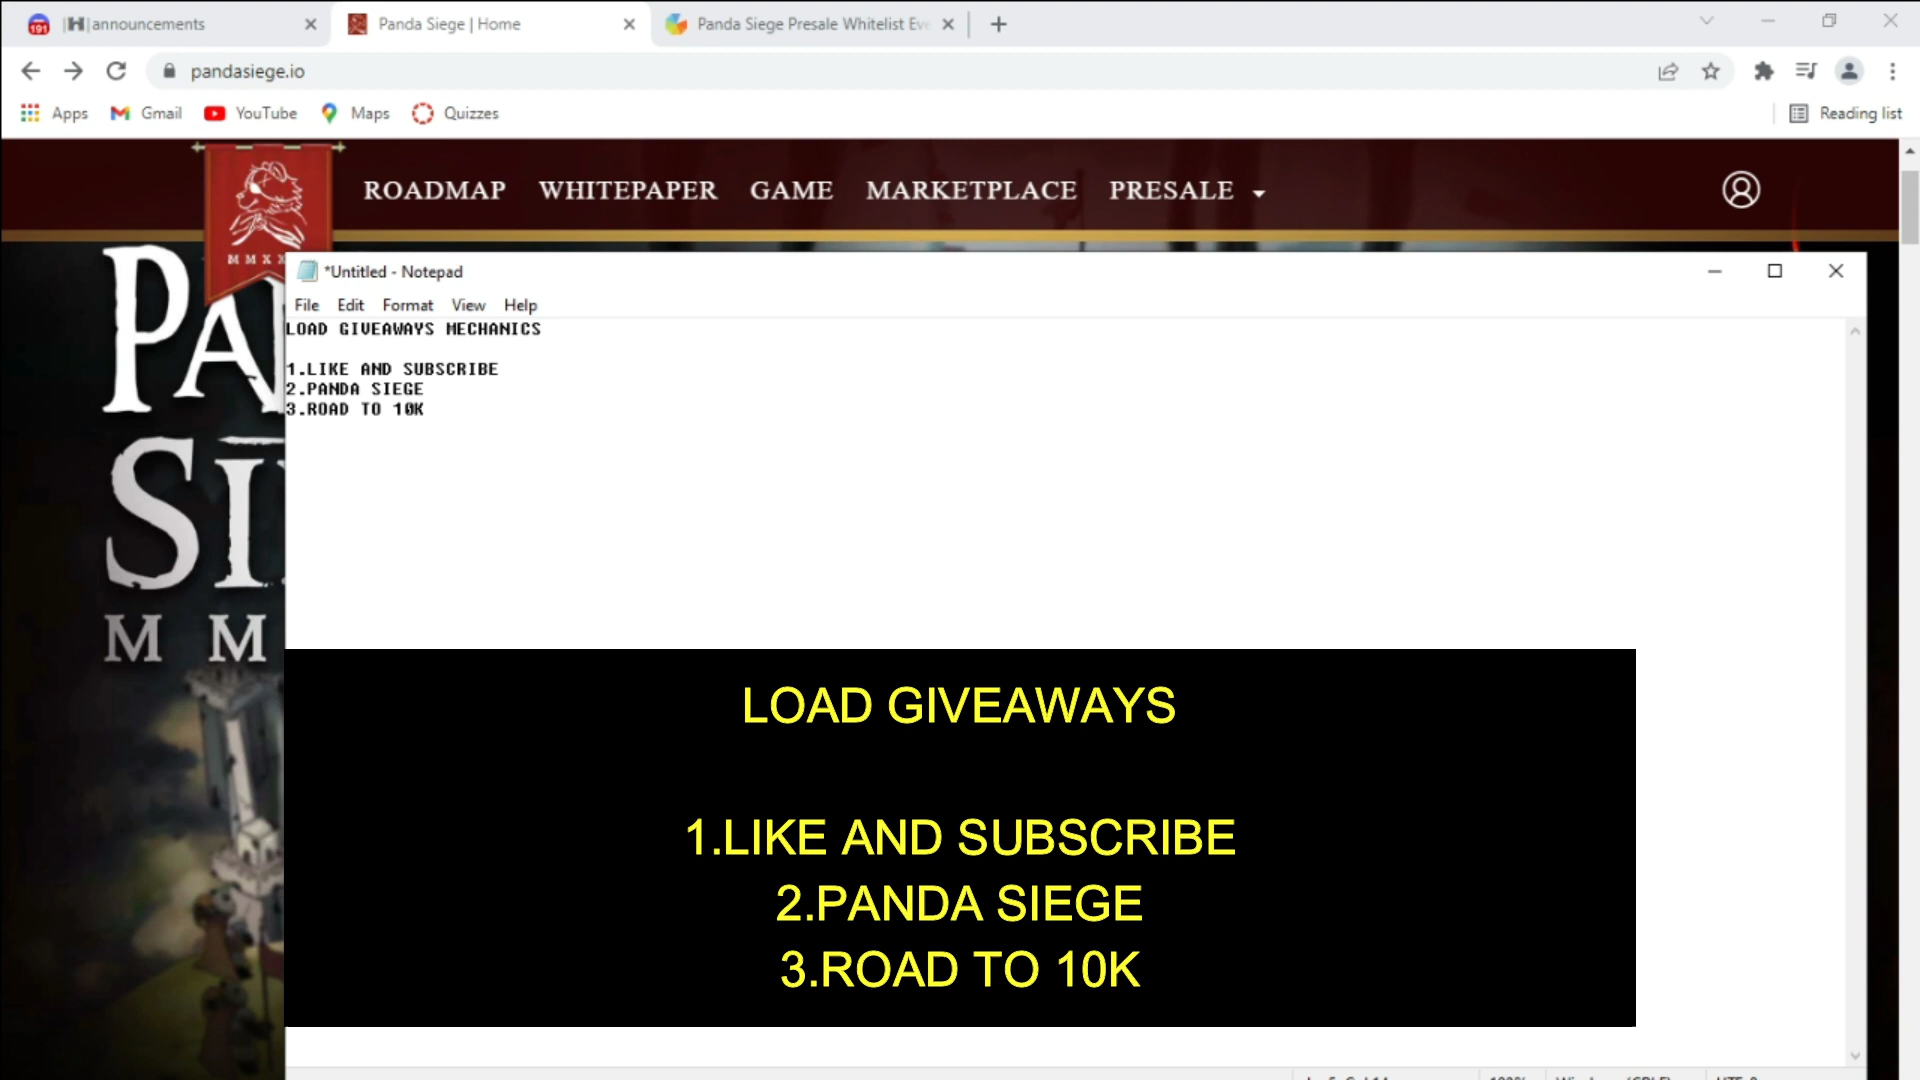 191
|H|announcements
Panda Siege | Home
Panda Siege Presale Whitelist Eve
pandasiege.io
Apps
Gmail
YouTube
Maps
Quizzes
Reading list
ROADMAP
WHITEPAPER
GAME
MARKETPLACE
PRESALE
MMXX
PA
SI
M M
*Untitled - Notepad
File Edit Format View Help
LOAD GIVEAWAYS MECHANICS
1.LIKE AND SUBSCRIBE
2.PANDA SIEGE
3.ROAD TO 10K
LOAD GIVEAWAYS
1.LIKE AND SUBSCRIBE
2.PANDA SIEGE
3.ROAD TO 10K